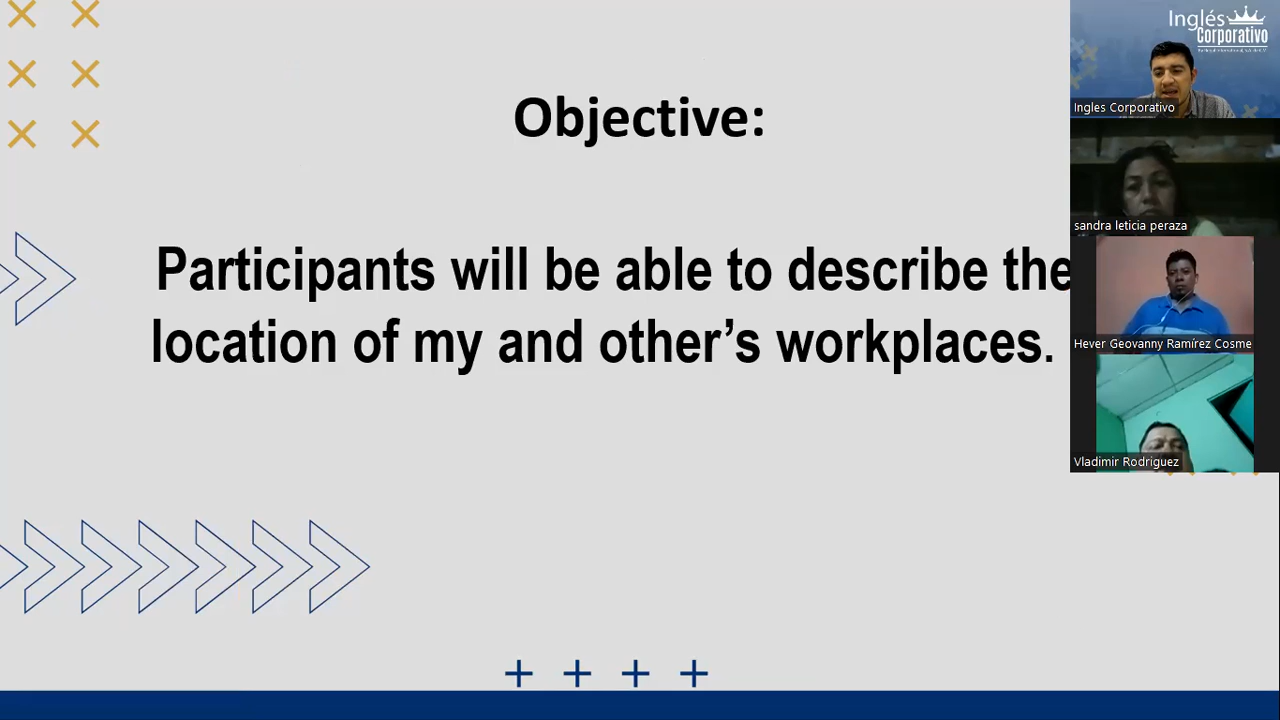 Objective:
Participants will be able to describe the
location of my and other’s workplaces.
Inglés
Corporativo
Ingles Corporativo
sandra leticia peraza
Hever Geovanny Ramírez Cosme
Vladimir Rodriguez